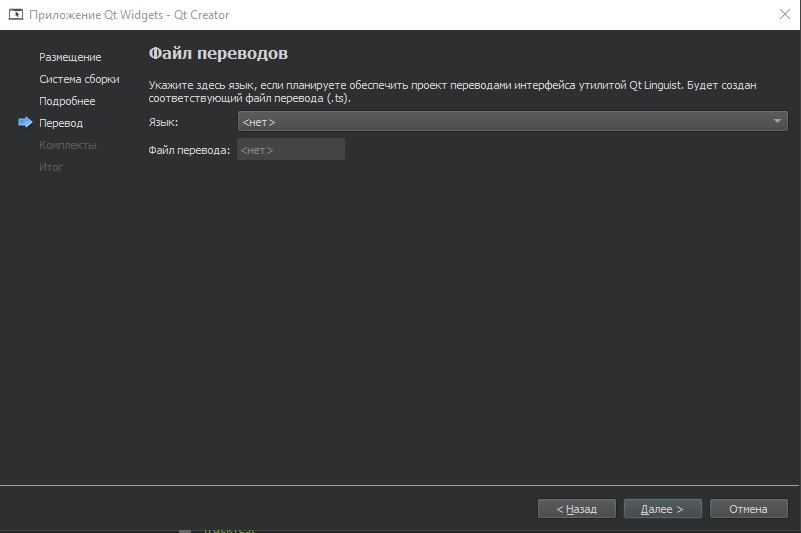 Приложение Qt Widgets - Qt Creator
Размещение
Система сборки
Подробнее
Перевод
Комплекты
Итог
Файл переводов
Укажите здесь язык, если планируете обеспечить проект переводами интерфейса утилитой Qt Linguist. Будет создан
соответствующий файл перевода (.ts).
Язык: <нет>
Файл перевода: <нет>
< Назад Далее > Отмена